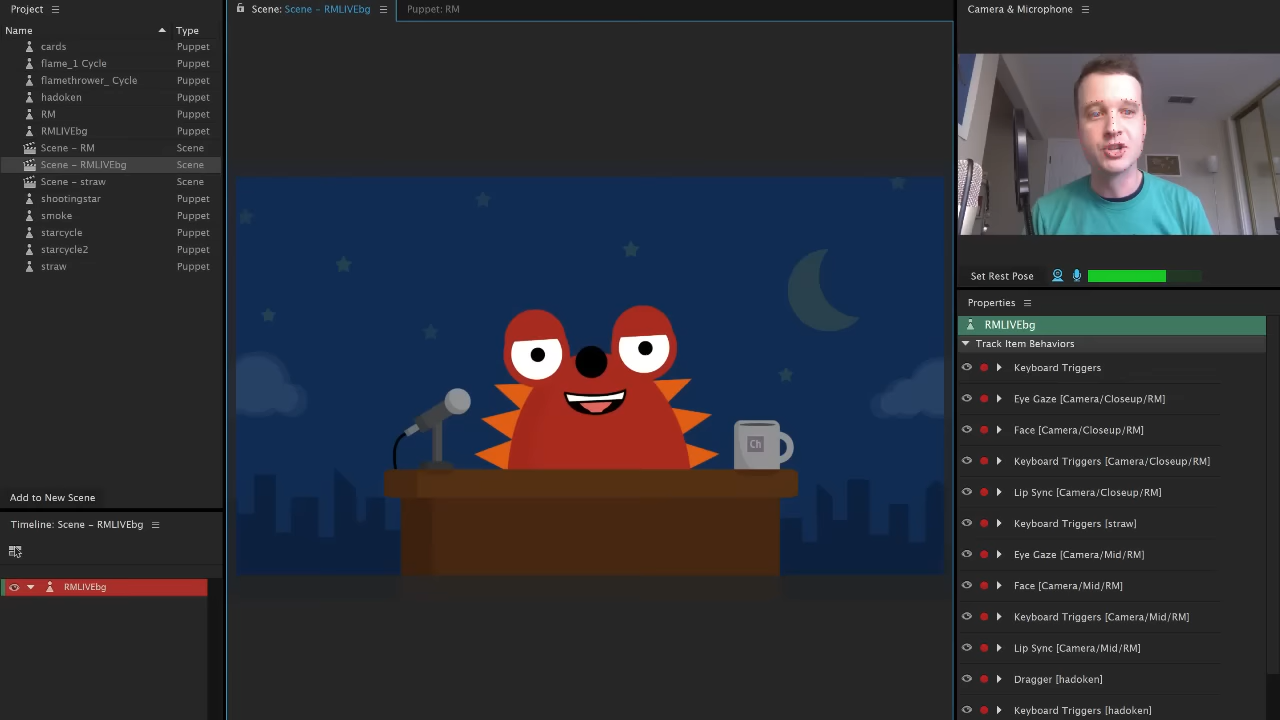 Project
Name Type
cards Puppet
flame_1 Cycle Puppet
flamethrower_ Cycle Puppet
hadoken Puppet
RM Puppet
RMLIVEbg Puppet
Scene – RM Scene
Scene – RMLIVEbg Scene
Scene – straw Scene
shootingstar Puppet
smoke Puppet
starcycle Puppet
starcycle2 Puppet
straw Puppet
Add to New Scene
Timeline: Scene – RMLIVEbg
RMLIVEbg
Scene: Scene – RMLIVEbg Puppet: RM
Ch
Camera & Microphone
Set Rest Pose
Properties
RMLIVEbg
Track Item Behaviors
Keyboard Triggers
Eye Gaze [Camera/Closeup/RM]
Face [Camera/Closeup/RM]
Keyboard Triggers [Camera/Closeup/RM]
Lip Sync [Camera/Closeup/RM]
Keyboard Triggers [straw]
Eye Gaze [Camera/Mid/RM]
Face [Camera/Mid/RM]
Keyboard Triggers [Camera/Mid/RM]
Lip Sync [Camera/Mid/RM]
Dragger [hadoken]
Keyboard Triggers [hadoken]